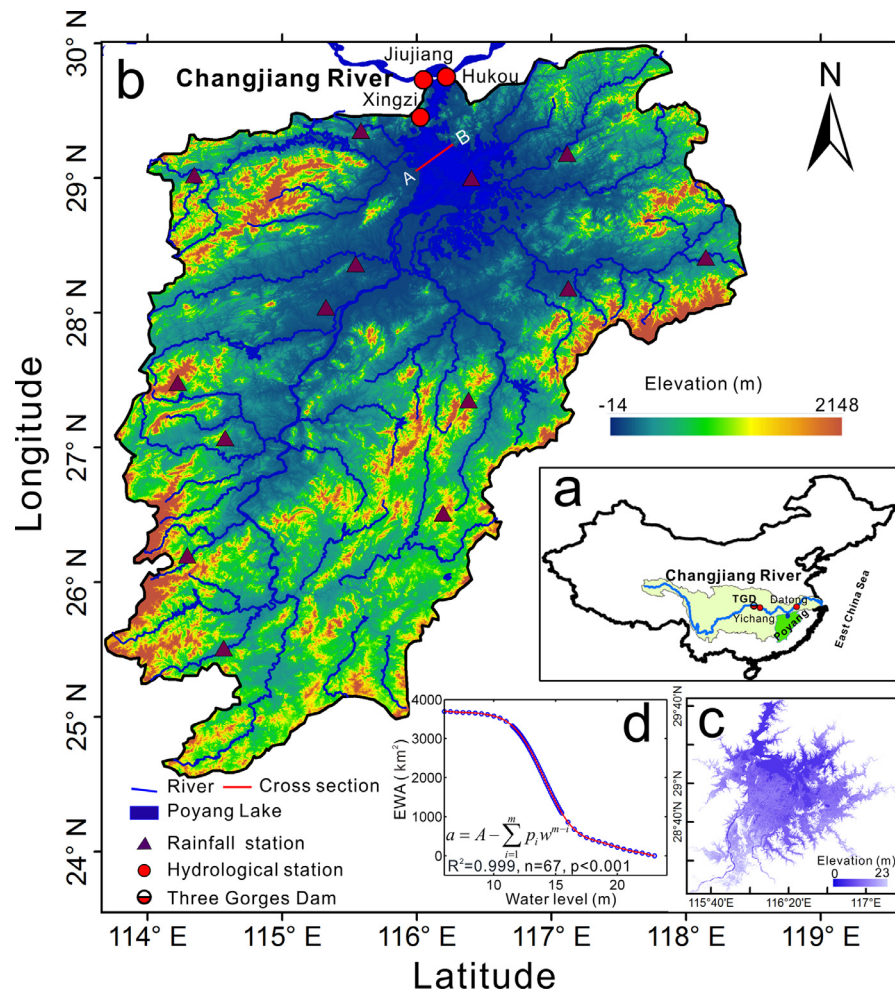 b
30° N
29° N
28° N
27° N
26° N
25° N
24° N
Longitude
Jiujiang
Changjiang River
Hukou
Xingzi
A
B
N
Elevation (m)
-14
2148
a
Changjiang River
TGD
Datong
Yichang
Poyang
East China Sea
River
Cross section
Poyang Lake
Rainfall station
Hydrological station
Three Gorges Dam
d
EWA ( km²)
4000
3000
2000
1000
0
a = A − ∑ᵢ₌₁ᵐ pᵢwᵐ⁻ⁱ
R²=0.999, n=67, p<0.001
10 15 20
Water level (m)
c
29°40'N
29°N
28°40'N
Elevation (m)
0 23
115°40'E 116°20'E 117°E
114° E 115° E 116° E 117° E 118° E 119° E
Latitude